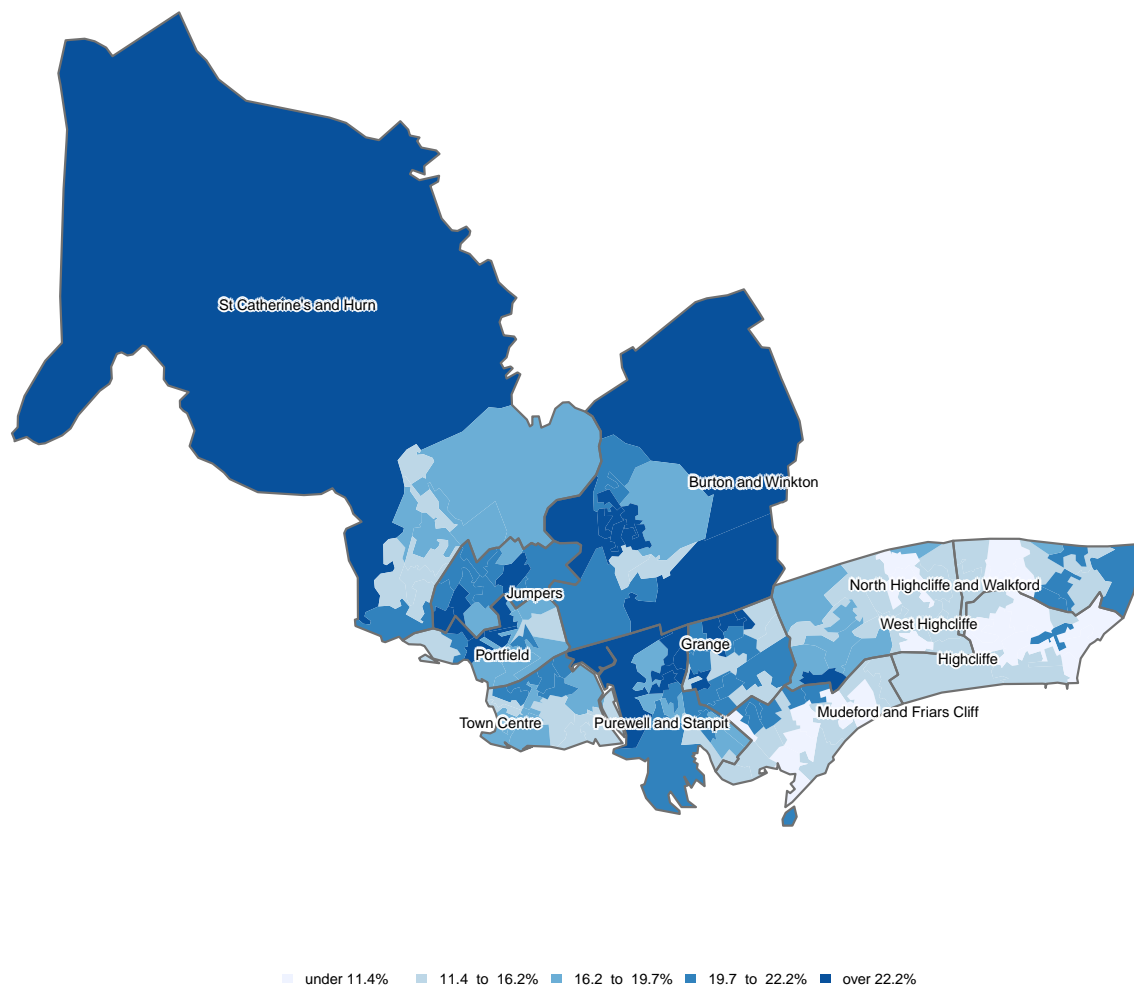 St Catherine's and Hurn
Burton and Winkton
North Highcliffe and Walkford
Jumpers
West Highcliffe
Grange
Portfield
Highcliffe
Mudeford and Friars Cliff
Town Centre
Purewell and Stanpit
under 11.4%
11.4 to 16.2%
16.2 to 19.7%
19.7 to 22.2%
over 22.2%